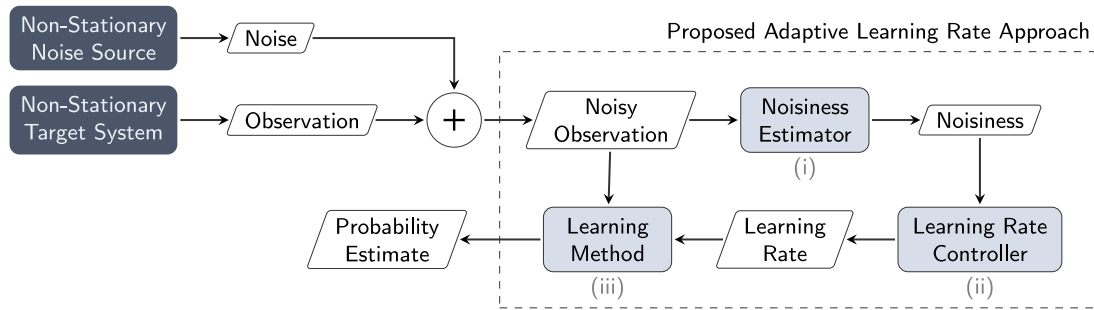 Non-Stationary
Noise Source
Noise
Proposed Adaptive Learning Rate Approach
Non-Stationary
Target System
Observation
+
Noisy
Observation
Noisiness
Estimator
(i)
Noisiness
Probability
Estimate
Learning
Method
(iii)
Learning
Rate
Learning Rate
Controller
(ii)